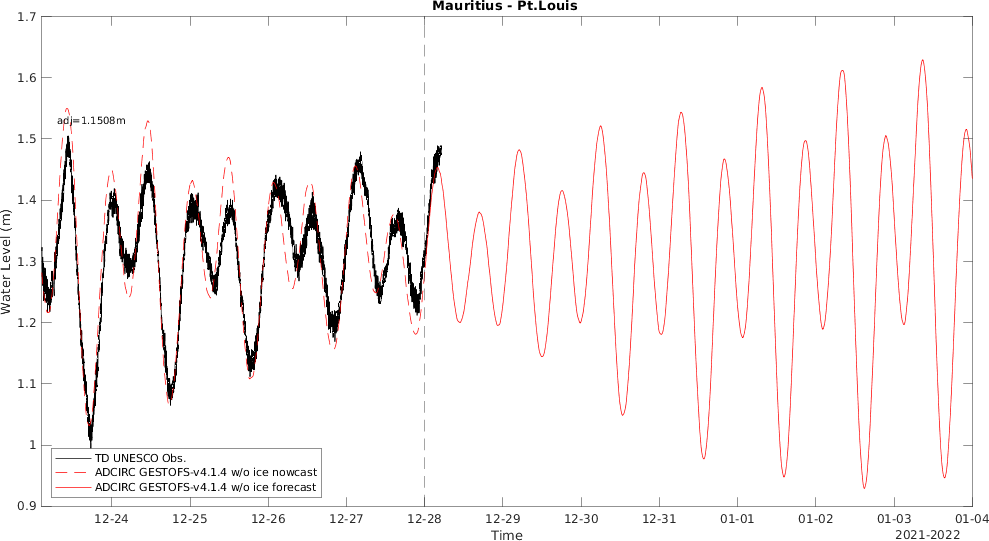 Mauritius - Pt.Louis
1.7
1.6
1.5
1.4
1.3
1.2
1.1
1
0.9
Water Level (m)
adj=1.1508m
TD UNESCO Obs.
ADCIRC GESTOFS-v4.1.4 w/o ice nowcast
ADCIRC GESTOFS-v4.1.4 w/o ice forecast
12-24 12-25 12-26 12-27 12-28 12-29 12-30 12-31 01-01 01-02 01-03 01-04
Time
2021-2022